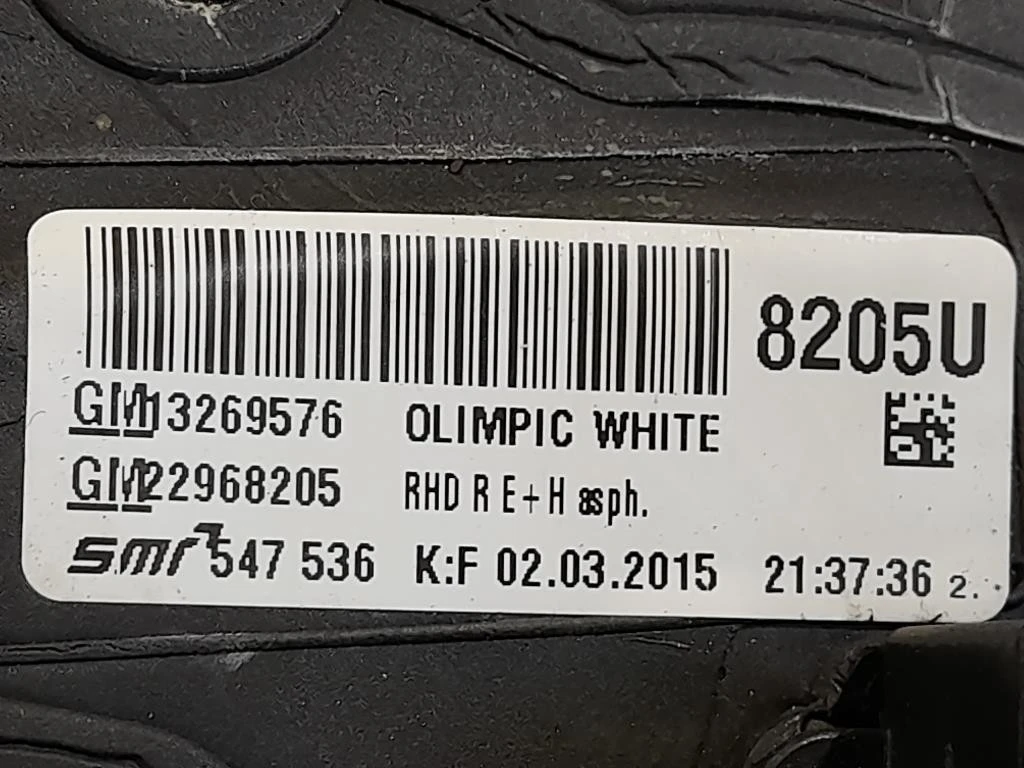 8205U
GM 13269576 OLIMPIC WHITE
GM 22968205 RHD R E+H asph.
smr 547 536 K:F 02.03.2015 21:37:36 2.